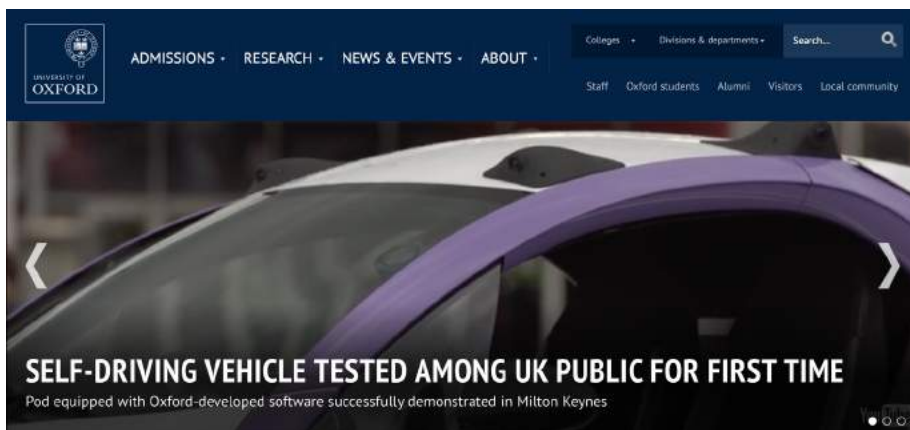 UNIVERSITY OF
OXFORD
ADMISSIONS
RESEARCH
NEWS & EVENTS
ABOUT
Colleges
Divisions & departments
Search...
Staff
Oxford students
Alumni
Visitors
Local community
SELF-DRIVING VEHICLE TESTED AMONG UK PUBLIC FOR FIRST TIME
Pod equipped with Oxford-developed software successfully demonstrated in Milton Keynes